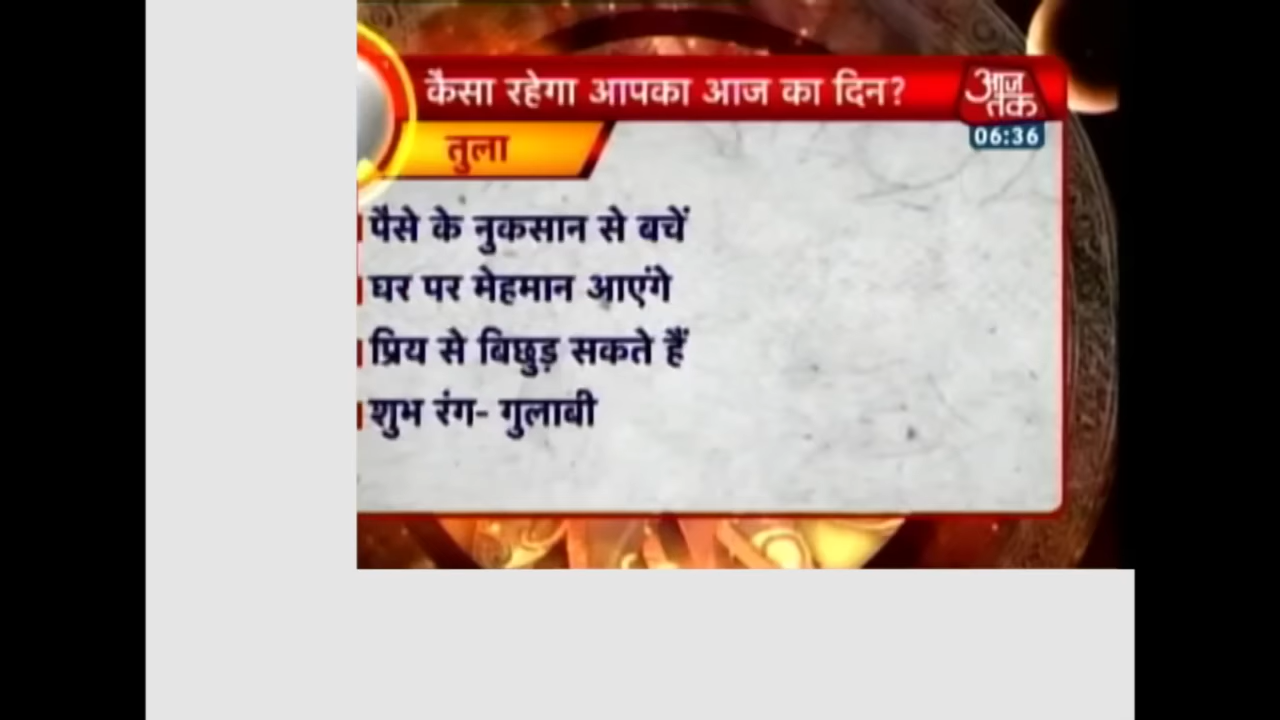 कैसा रहेगा आपका आज का दिन?
आज
तक
06:36
तुला
पैसे के नुकसान से बचें
घर पर मेहमान आएंगे
प्रिय से बिछुड़ सकते हैं
शुभ रंग- गुलाबी